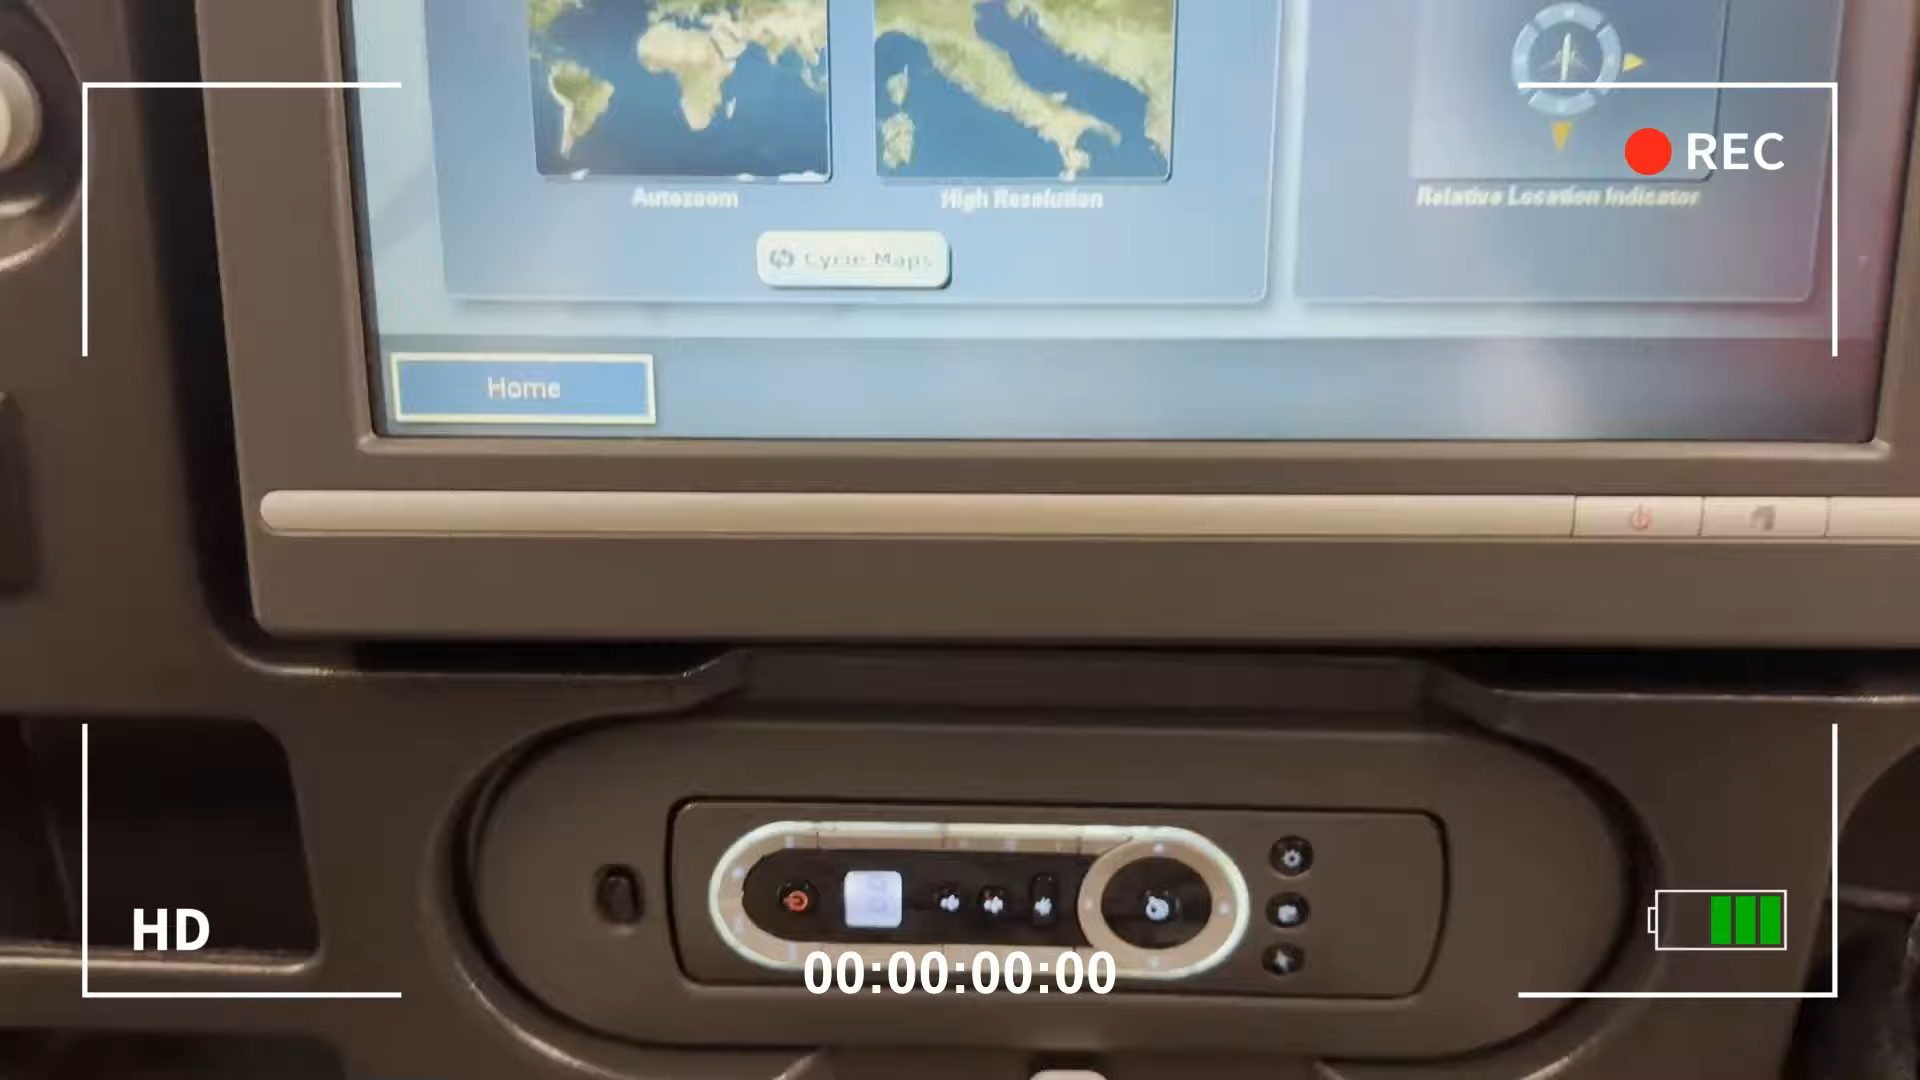 REC
Autozoom
High Resolution
Relative Location Indicator
Cycle Maps
Home
HD
00:00:00:00